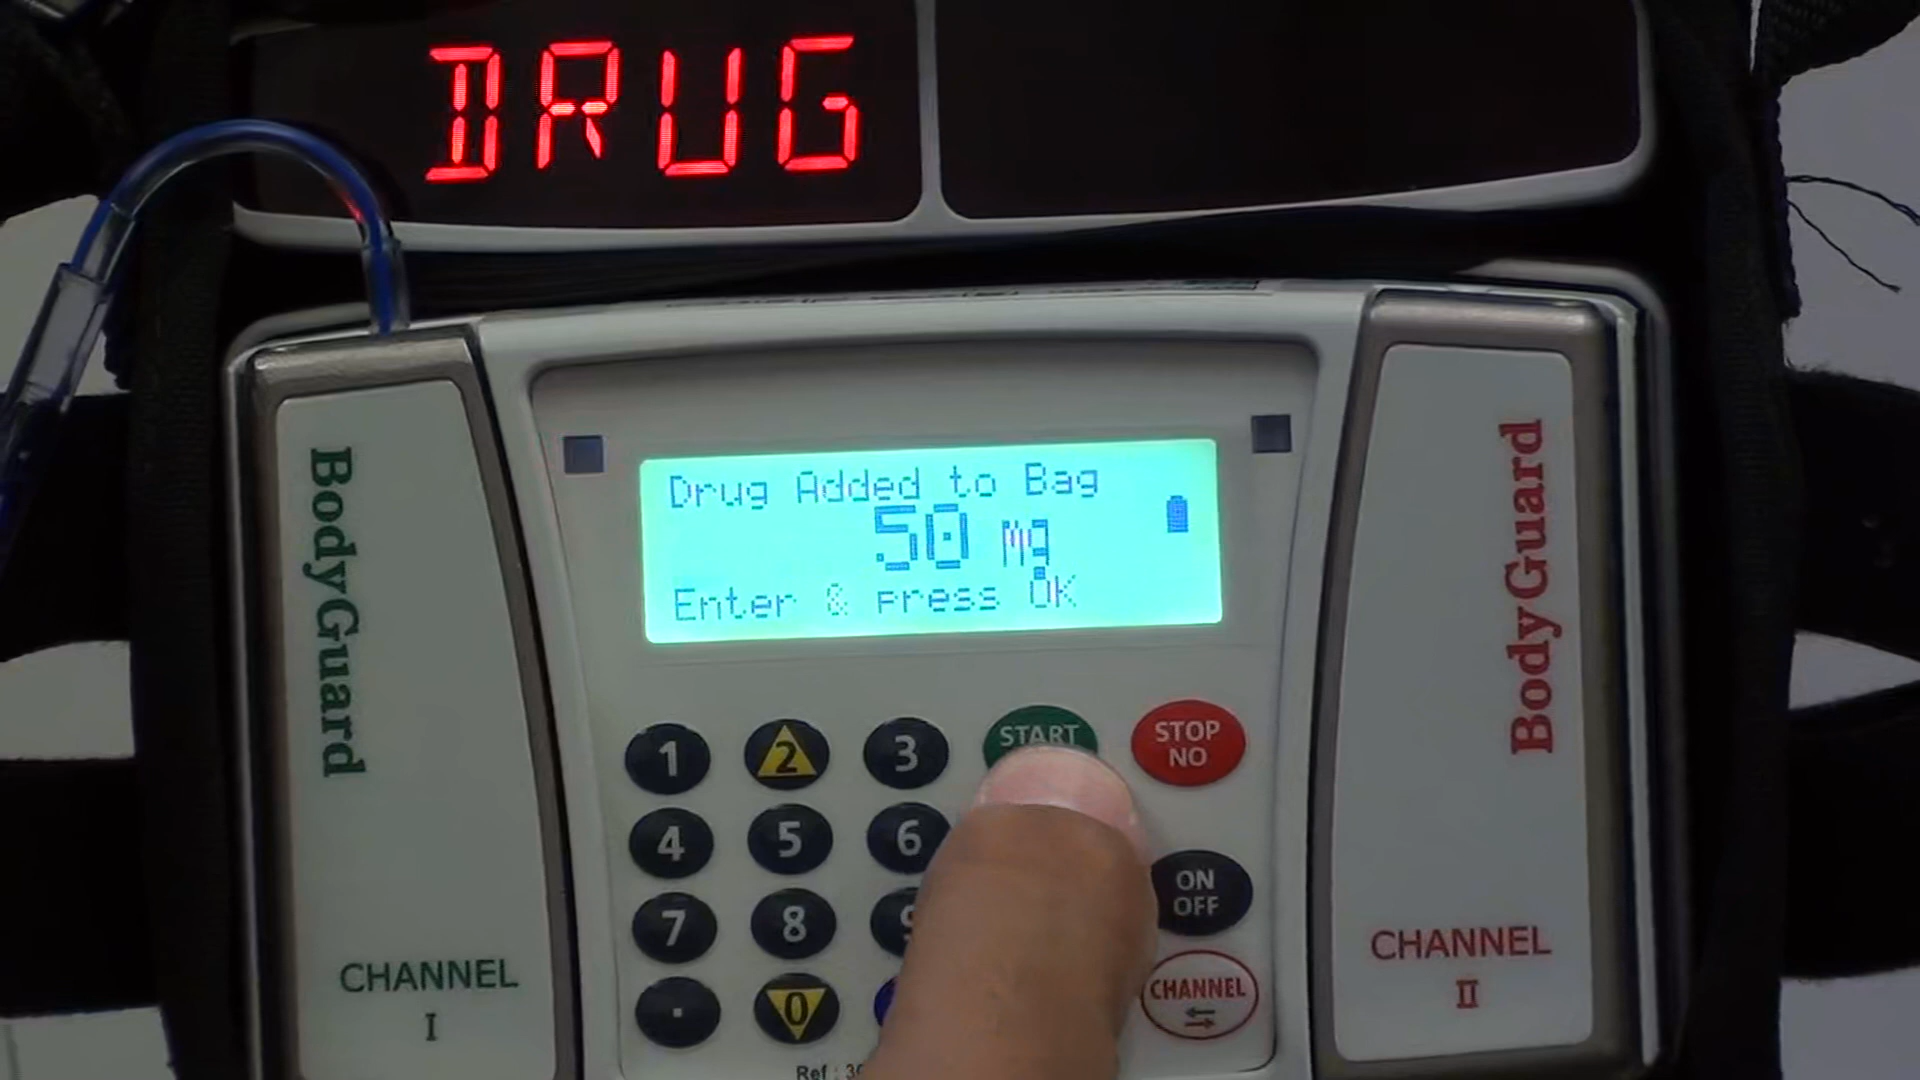 DRUG
BodyGuard
CHANNEL
I
Drug Added to Bag
50 mg
Enter & press OK
1 2 3
START
STOP
NO
4 5 6
ON
OFF
7 8
. 0
CHANNEL
Ref :
BodyGuard
CHANNEL
II